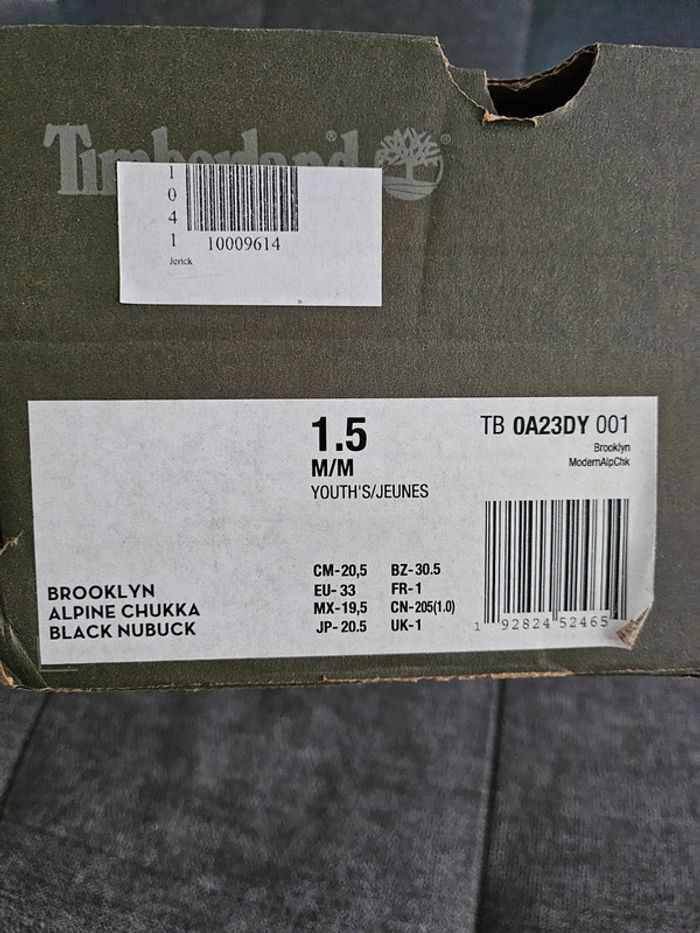 Timberland
1
0
4
1
10009614
Jerick
1.5
M/M
YOUTH'S/JEUNES
TB 0A23DY 001
Brooklyn
ModernAlpChk
CM-20,5 BZ-30.5
EU-33 FR-1
MX-19,5 CN-205(1.0)
JP-20.5 UK-1
BROOKLYN
ALPINE CHUKKA
BLACK NUBUCK
1 92824 52465